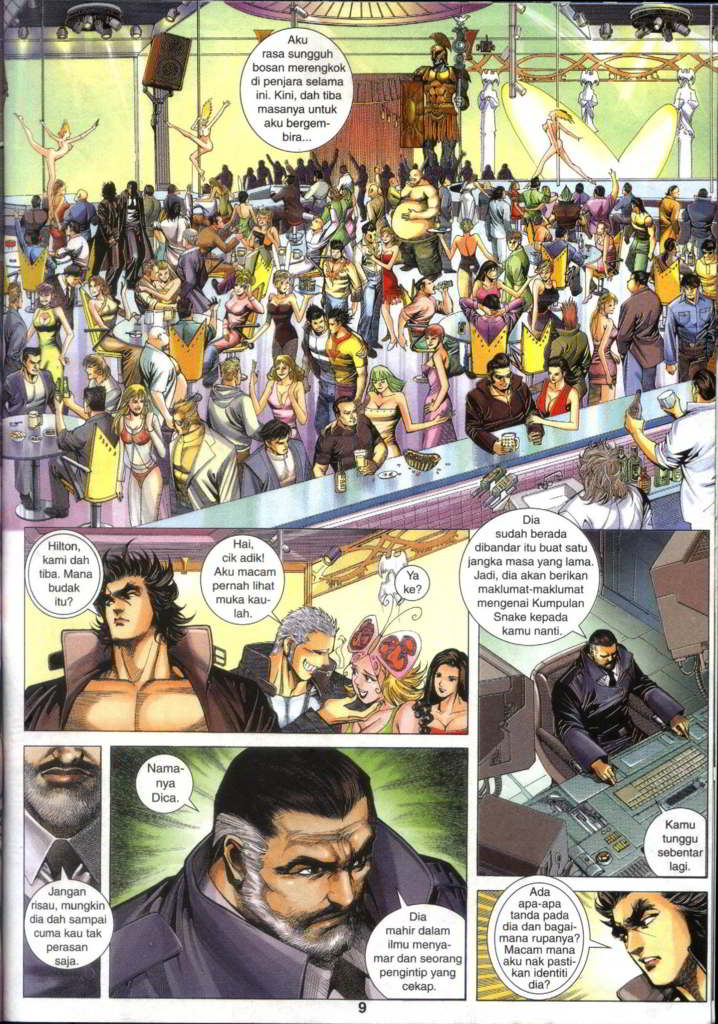 Aku
rasa sungguh
bosan merengkok
di penjara selama
ini. Kini, dah tiba
masanya untuk
aku bergem-
bira...
Hilton,
kami dah
tiba. Mana
budak
itu?
Hai,
cik adik!
Aku macam
pernah lihat
muka kau-
lah.
Ya
ke?
Dia
sudah berada
dibandar itu buat satu
jangka masa yang lama.
Jadi, dia akan berikan
maklumat-maklumat
mengenai Kumpulan
Snake kepada
kamu nanti.
Kamu
tunggu
sebentar
lagi.
Jangan
risau, mungkin
dia dah sampai
cuma kau tak
perasan
saja.
Nama-
nya
Dica.
Dia
mahir dalam
ilmu menya-
mar dan seorang
pengintip yang
cekap.
Ada
apa-apa
tanda pada
dia dan bagai-
mana rupanya?
Macam mana
aku nak pasti-
kan identiti
dia?
9